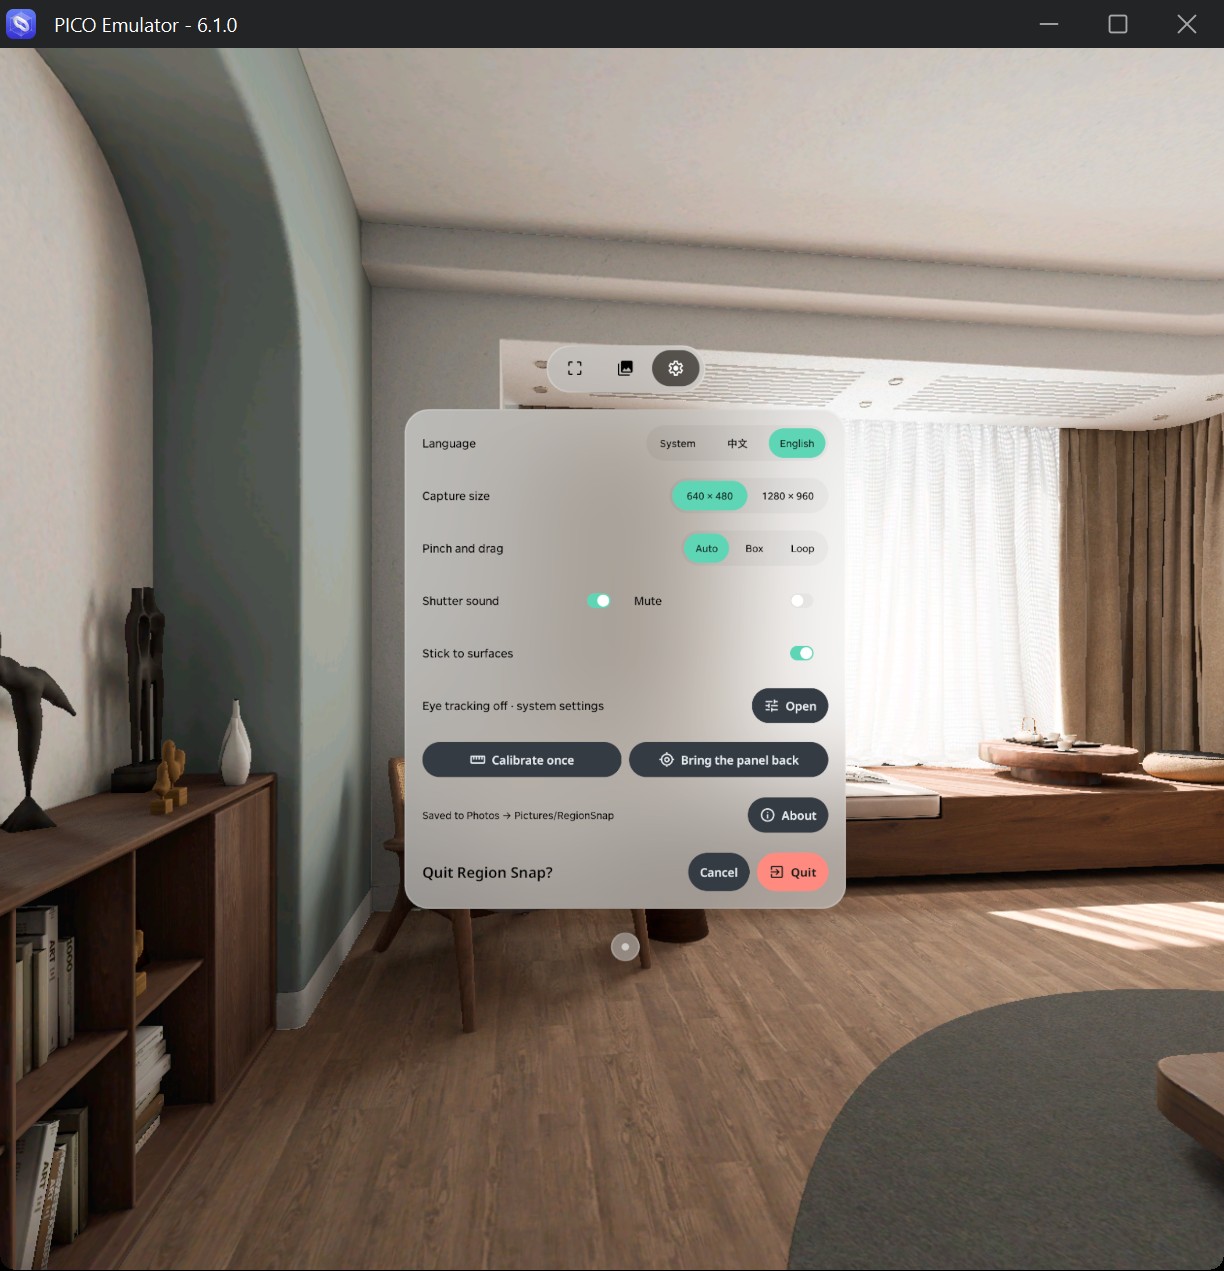 PICO Emulator - 6.1.0
Language System 中文 English
Capture size 640 × 480 1280 × 960
Pinch and drag Auto Box Loop
Shutter sound Mute
Stick to surfaces
Eye tracking off · system settings Open
Calibrate once Bring the panel back
Saved to Photos → Pictures/RegionSnap About
Quit Region Snap? Cancel Quit